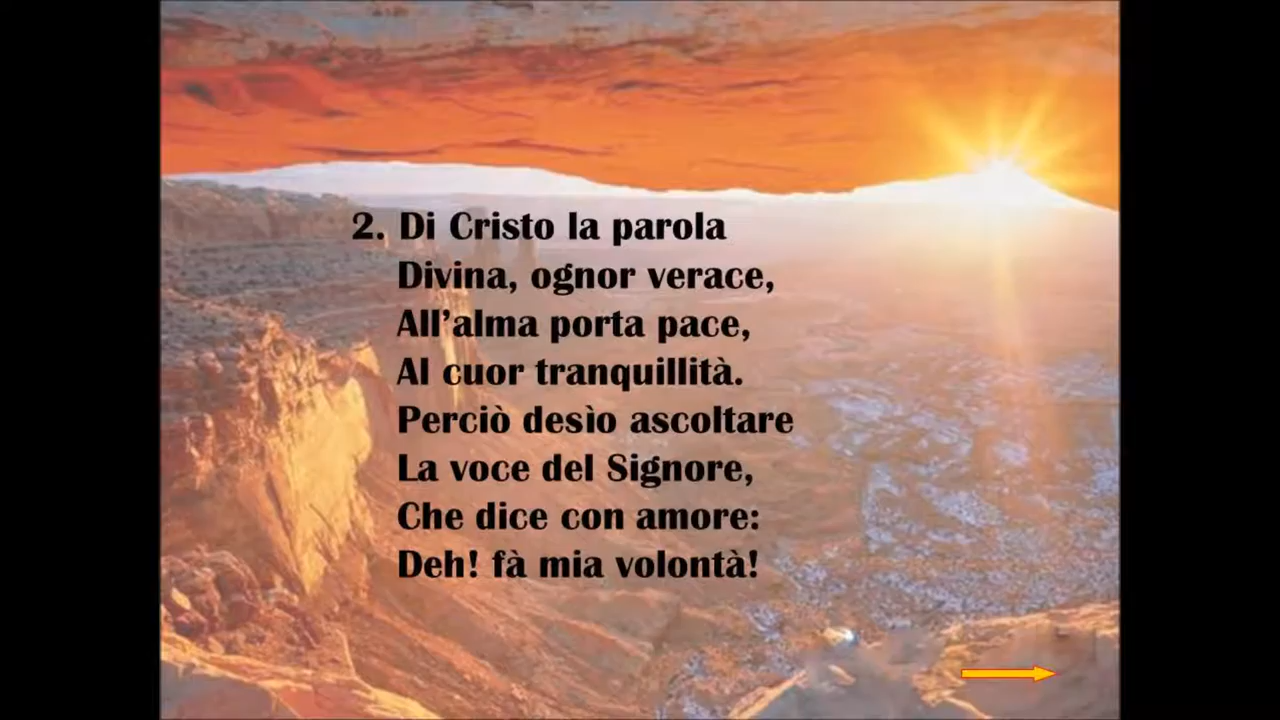 2. Di Cristo la parola
Divina, ognor verace,
All’alma porta pace,
Al cuor tranquillità.
Perciò desìo ascoltare
La voce del Signore,
Che dice con amore:
Deh! fà mia volontà!